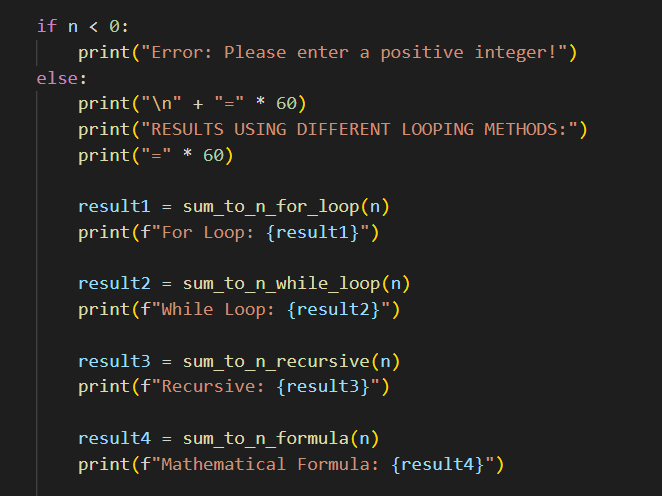 if n < 0:
    print("Error: Please enter a positive integer!")
else:
    print("\n" + "=" * 60)
    print("RESULTS USING DIFFERENT LOOPING METHODS:")
    print("=" * 60)

    result1 = sum_to_n_for_loop(n)
    print(f"For Loop: {result1}")

    result2 = sum_to_n_while_loop(n)
    print(f"While Loop: {result2}")

    result3 = sum_to_n_recursive(n)
    print(f"Recursive: {result3}")

    result4 = sum_to_n_formula(n)
    print(f"Mathematical Formula: {result4}")